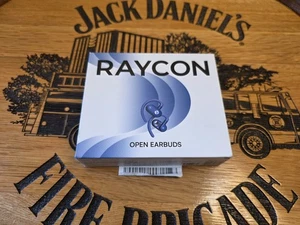 JACK DANIEL'S
RAYCON
OPEN EARBUDS
FIRE BRIGADE